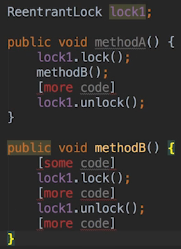 ReentrantLock lock1;
public void methodA() {
lock1.lock();
methodB();
[more code]
lock1.unlock();
}
public void methodB() {
[some code]
lock1.lock();
[more code]
lock1.unlock();
[more code]
}